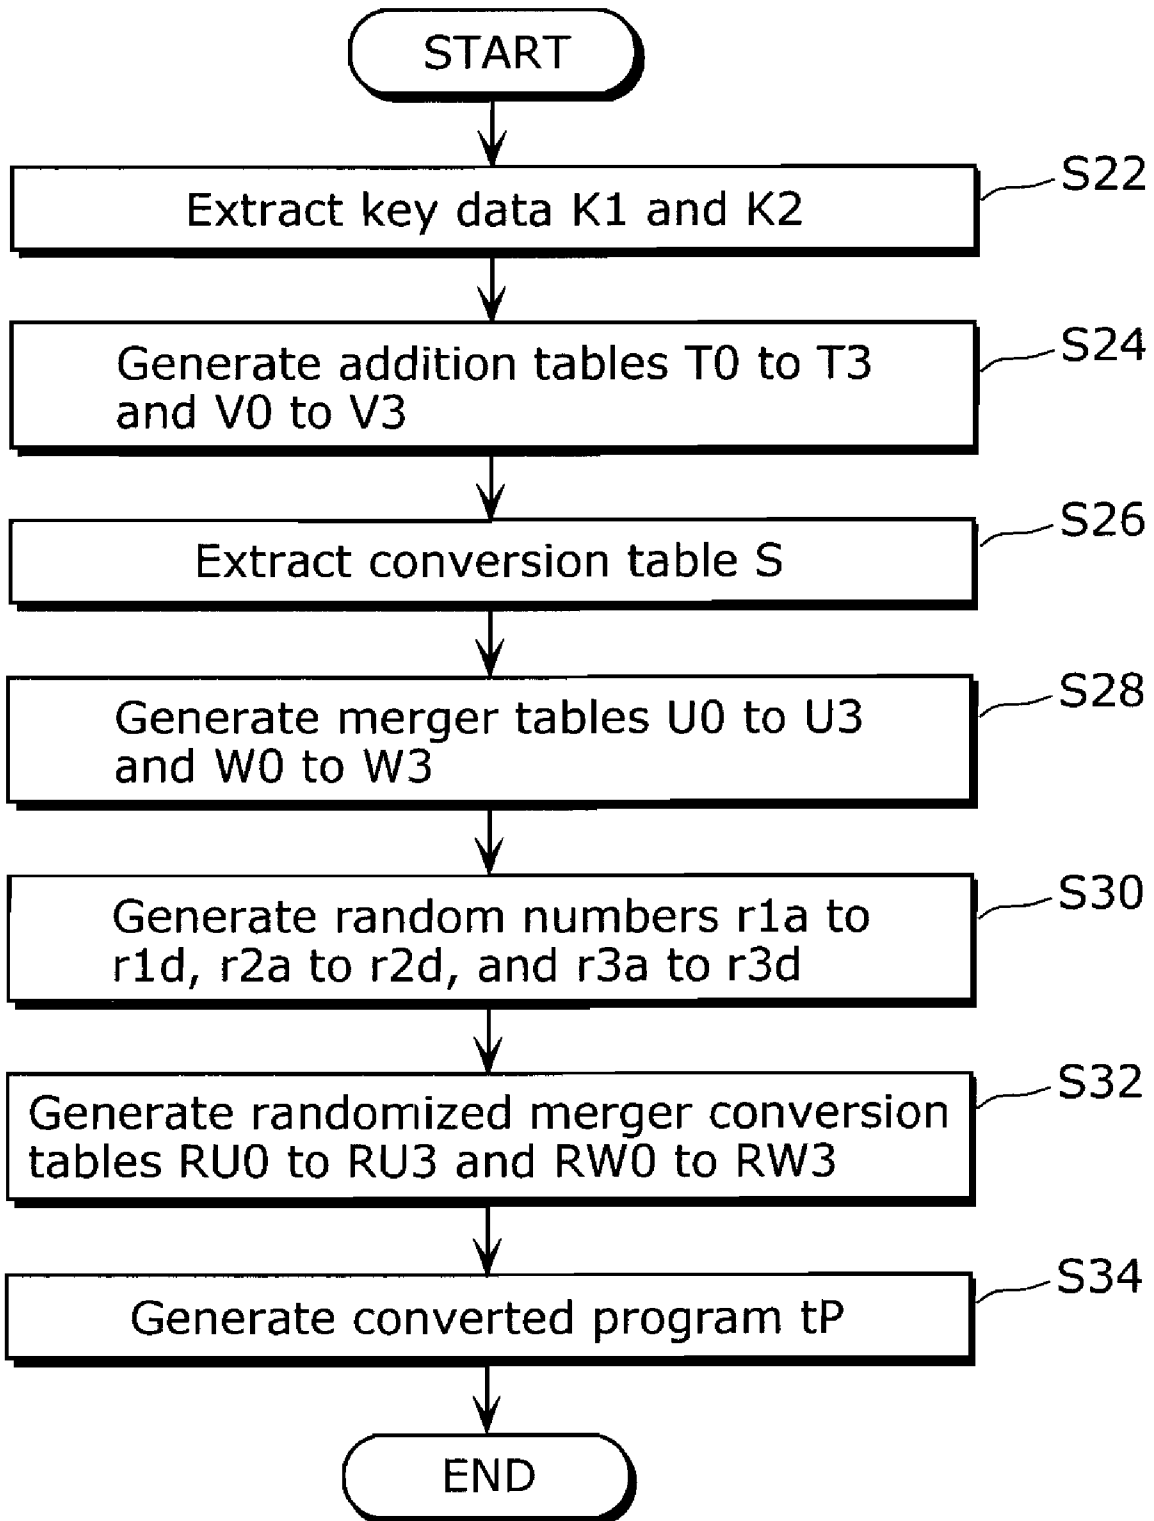 START
S22
Extract key data K1 and K2
S24
Generate addition tables T0 to T3
and V0 to V3
S26
Extract conversion table S
S28
Generate merger tables U0 to U3
and W0 to W3
S30
Generate random numbers r1a to
r1d, r2a to r2d, and r3a to r3d
S32
Generate randomized merger conversion
tables RU0 to RU3 and RW0 to RW3
S34
Generate converted program tP
END